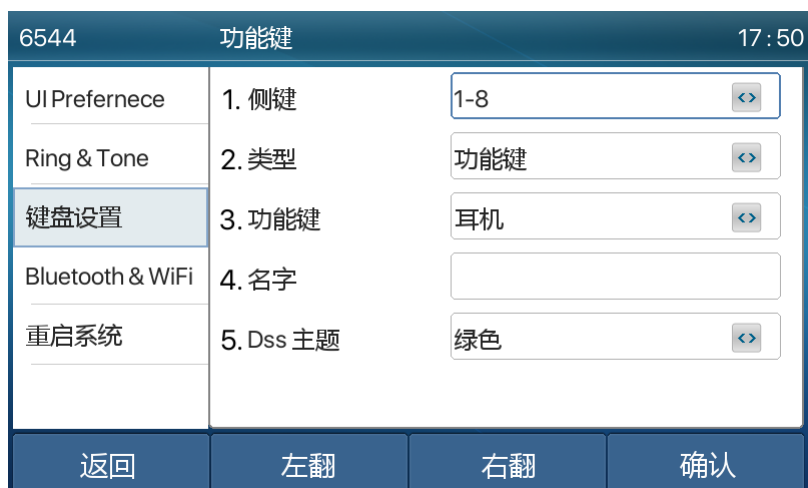 6544 功能键 17:50
UI Prefernece
Ring & Tone
键盘设置
Bluetooth & WiFi
重启系统
1. 侧键 1-8
2. 类型 功能键
3. 功能键 耳机
4. 名字
5. Dss 主题 绿色
返回 左翻 右翻 确认